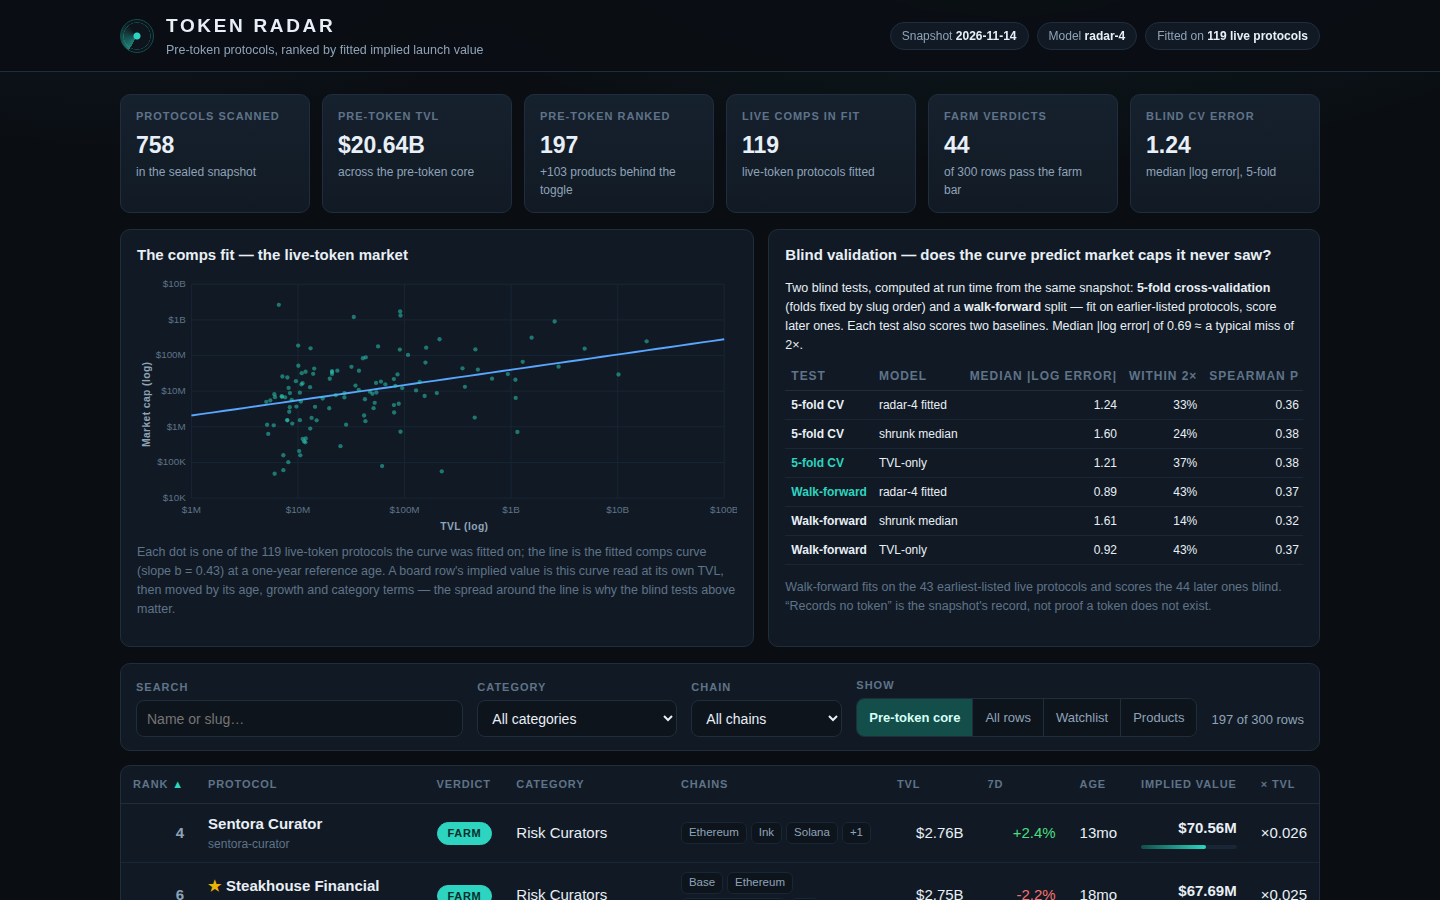 TOKEN RADAR
Pre-token protocols, ranked by fitted implied launch value
Snapshot 2026-11-14
Model radar-4
Fitted on 119 live protocols
PROTOCOLS SCANNED
758
in the sealed snapshot
PRE-TOKEN TVL
$20.64B
across the pre-token core
PRE-TOKEN RANKED
197
+103 products behind the
toggle
LIVE COMPS IN FIT
119
live-token protocols fitted
FARM VERDICTS
44
of 300 rows pass the farm
bar
BLIND CV ERROR
1.24
median |log error|, 5-fold
The comps fit — the live-token market
$10B
$1B
$100M
$10M
$1M
$100K
$10K
Market cap (log)
$1M $10M $100M $1B $10B $100B
TVL (log)
Each dot is one of the 119 live-token protocols the curve was fitted on; the line is the fitted comps curve
(slope b = 0.43) at a one-year reference age. A board row's implied value is this curve read at its own TVL,
then moved by its age, growth and category terms — the spread around the line is why the blind tests above
matter.
Blind validation — does the curve predict market caps it never saw?
Two blind tests, computed at run time from the same snapshot: 5-fold cross-validation
(folds fixed by slug order) and a walk-forward split — fit on earlier-listed protocols, score
later ones. Each test also scores two baselines. Median |log error| of 0.69 ≈ a typical miss of
2×.
TEST MODEL MEDIAN |LOG ERROR| WITHIN 2× SPEARMAN Ρ
5-fold CV radar-4 fitted 1.24 33% 0.36
5-fold CV shrunk median 1.60 24% 0.38
5-fold CV TVL-only 1.21 37% 0.38
Walk-forward radar-4 fitted 0.89 43% 0.37
Walk-forward shrunk median 1.61 14% 0.32
Walk-forward TVL-only 0.92 43% 0.37
Walk-forward fits on the 43 earliest-listed live protocols and scores the 44 later ones blind.
“Records no token” is the snapshot's record, not proof a token does not exist.
SEARCH
Name or slug…
CATEGORY
All categories
CHAIN
All chains
SHOW
Pre-token core All rows Watchlist Products
197 of 300 rows
RANK ▲ PROTOCOL VERDICT CATEGORY CHAINS TVL 7D AGE IMPLIED VALUE × TVL
4 Sentora Curator FARM Risk Curators Ethereum Ink Solana +1 $2.76B +2.4% 13mo $70.56M ×0.026
sentora-curator
6 ★ Steakhouse Financial FARM Risk Curators Base Ethereum $2.75B -2.2% 18mo $67.69M ×0.025